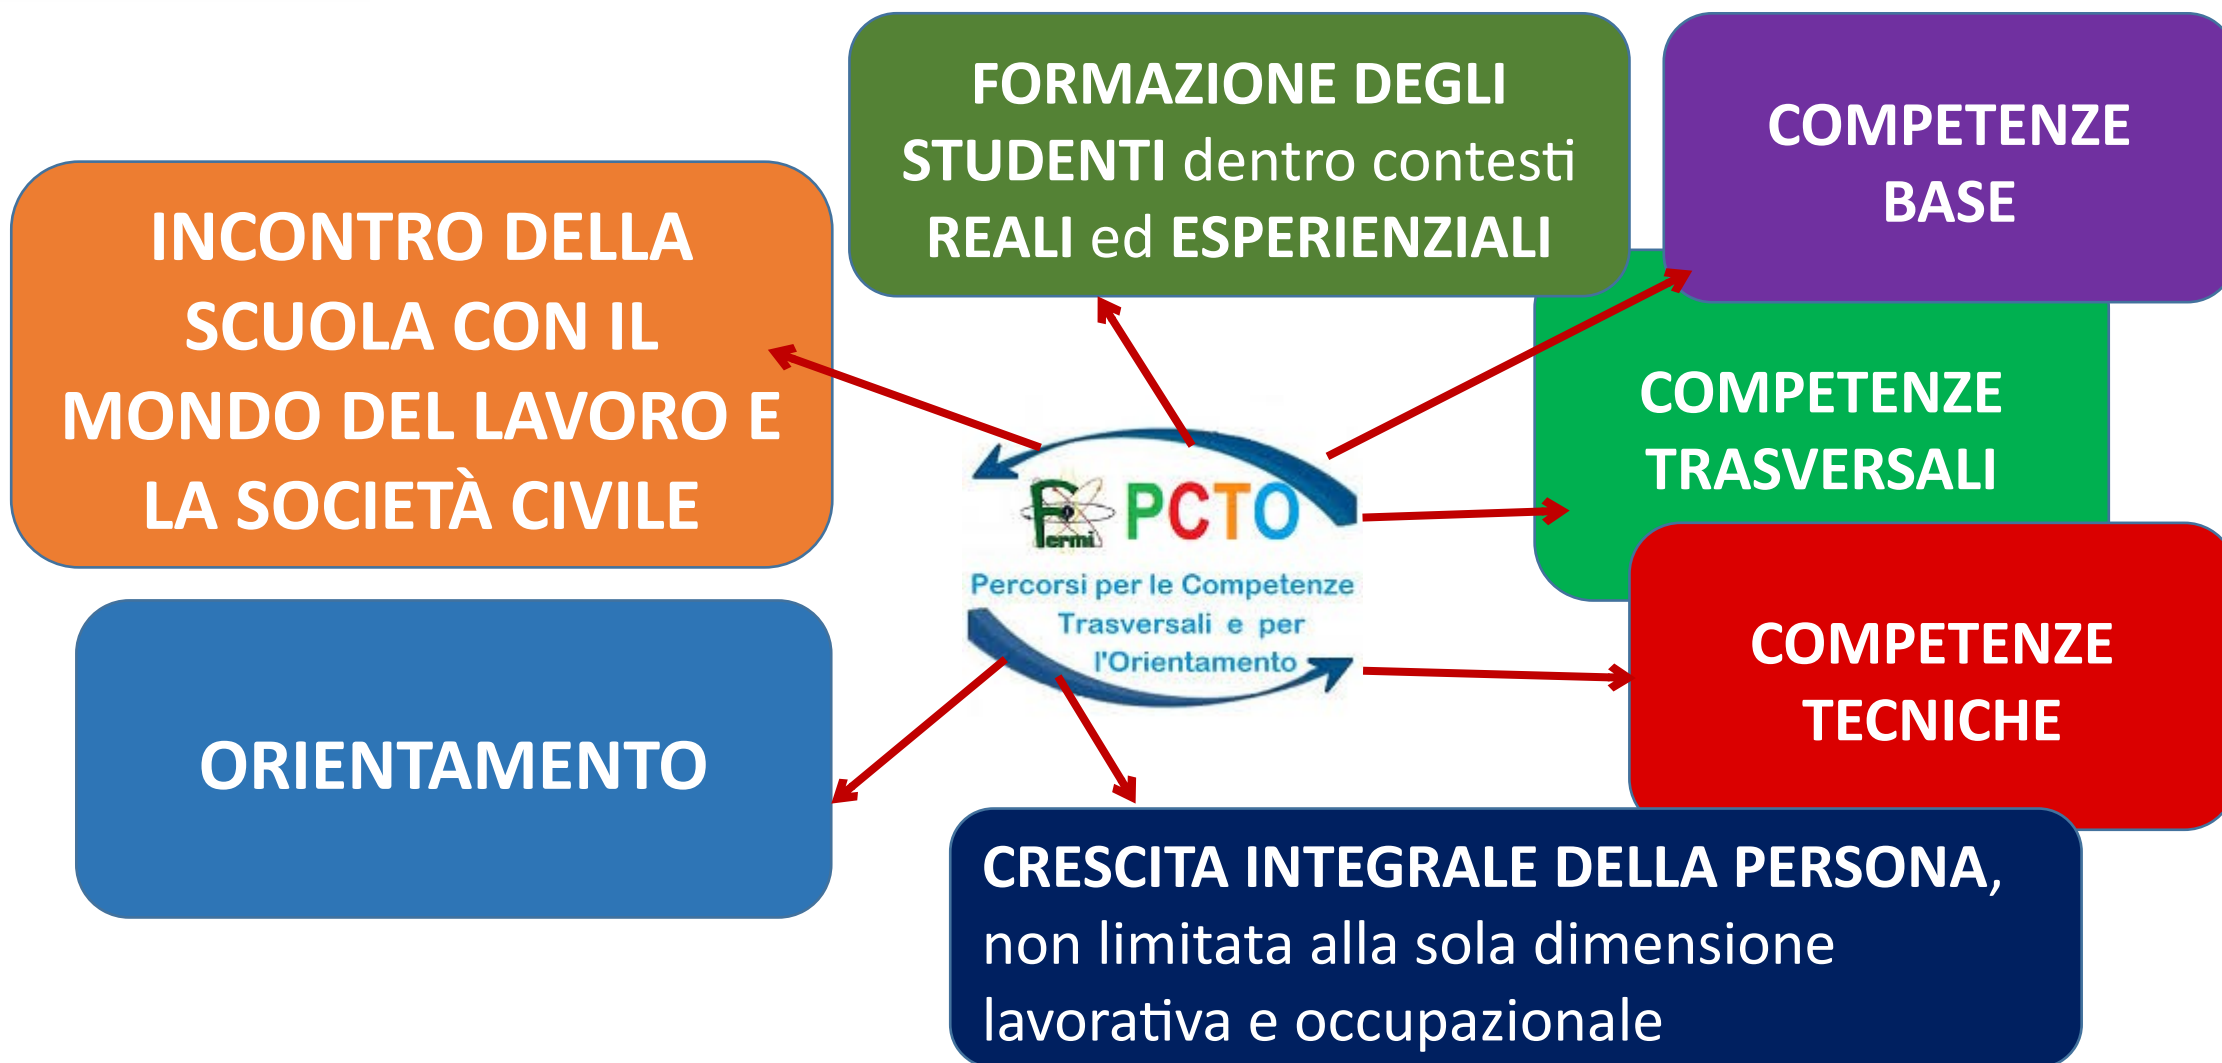 FORMAZIONE DEGLI
STUDENTI dentro contesti
REALI ed ESPERIENZIALI
COMPETENZE
BASE
INCONTRO DELLA
SCUOLA CON IL
MONDO DEL LAVORO E
LA SOCIETÀ CIVILE
COMPETENZE
TRASVERSALI
Fermi PCTO
Percorsi per le Competenze
Trasversali e per
l'Orientamento
COMPETENZE
TECNICHE
ORIENTAMENTO
CRESCITA INTEGRALE DELLA PERSONA,
non limitata alla sola dimensione
lavorativa e occupazionale